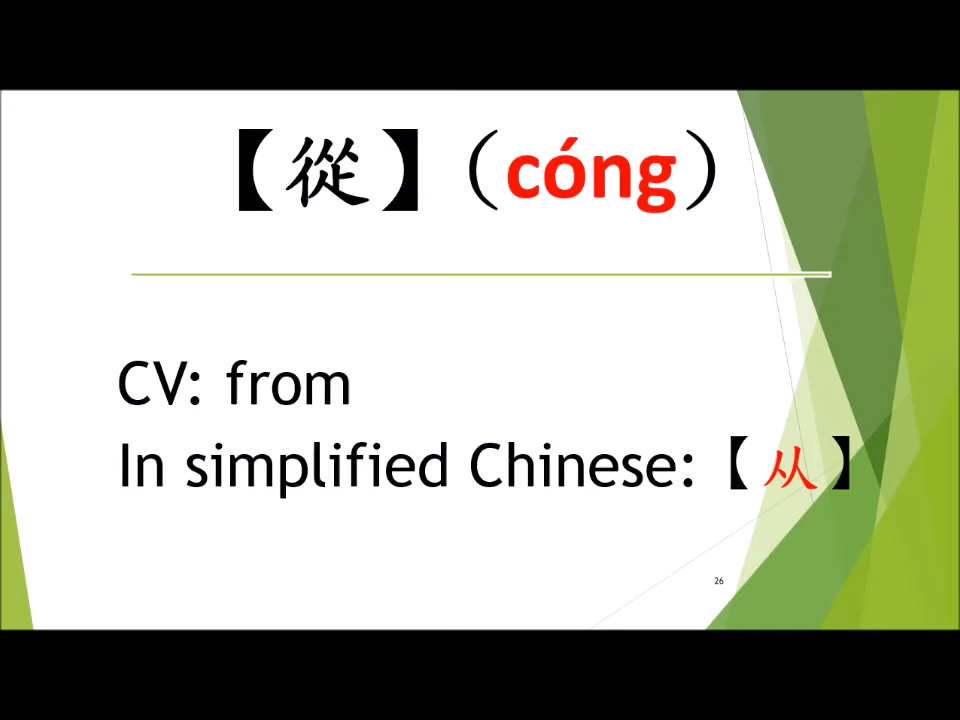 【從】（cóng）
CV: from
In simplified Chinese:【从】
26